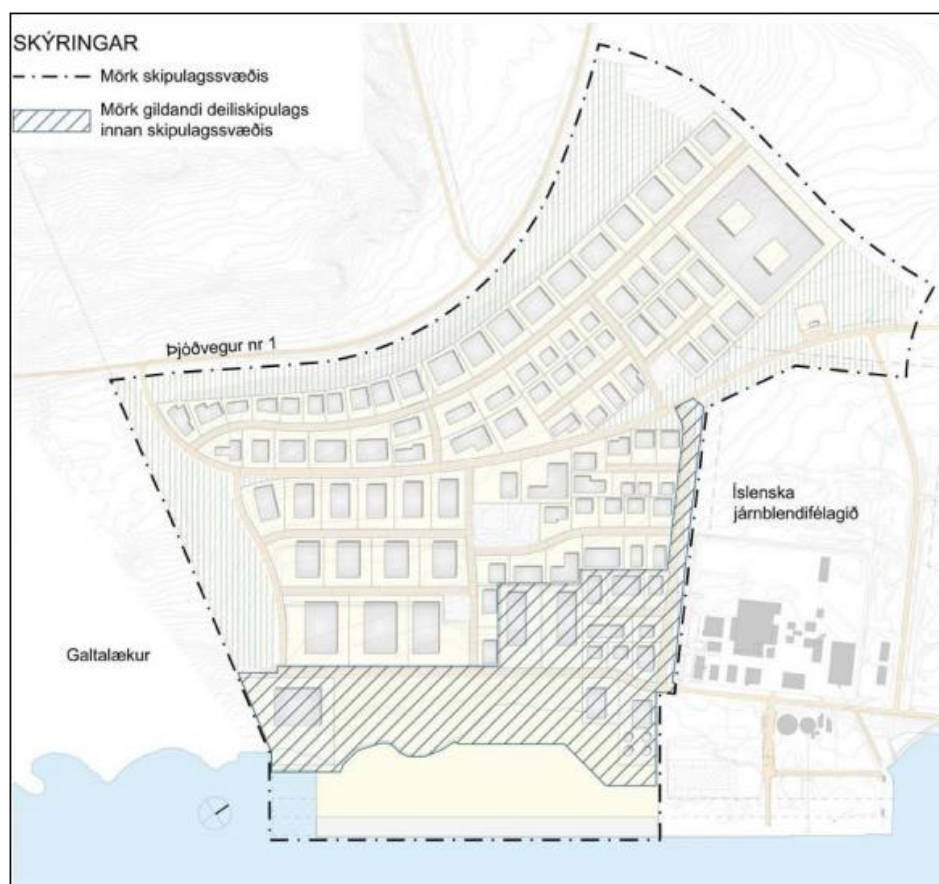 SKÝRINGAR
Mörk skipulagssvæðis
Mörk gildandi deiliskipulags
innan skipulagssvæðis
Þjóðvegur nr 1
Íslenska
járnblendifélagið
Galtalækur